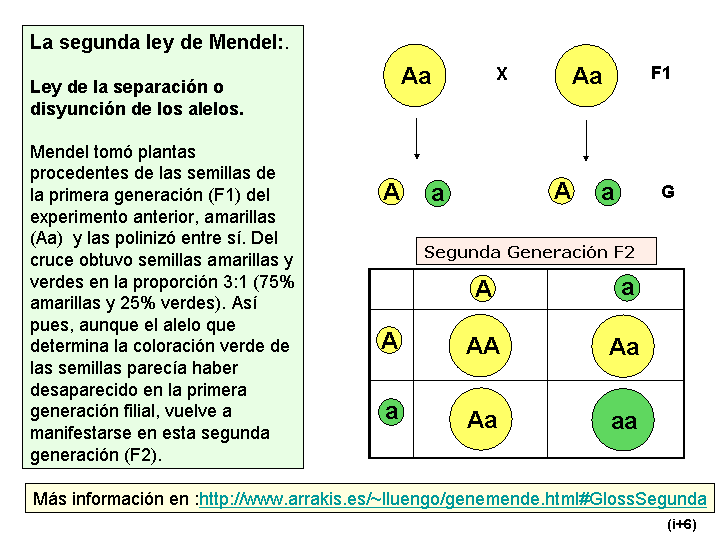 La segunda ley de Mendel:.
Ley de la separación o
disyunción de los alelos.
Mendel tomó plantas
procedentes de las semillas de
la primera generación (F1) del
experimento anterior, amarillas
(Aa)  y las polinizó entre sí. Del
cruce obtuvo semillas amarillas y
verdes en la proporción 3:1 (75%
amarillas y 25% verdes). Así
pues, aunque el alelo que
determina la coloración verde de
las semillas parecía haber
desaparecido en la primera
generación filial, vuelve a
manifestarse en esta segunda
generación (F2).
Aa X Aa F1
A a A a G
Segunda Generación F2
A a
A AA Aa
a Aa aa
Más información en :http://www.arrakis.es/~lluengo/genemende.html#GlossSegunda
(i+6)